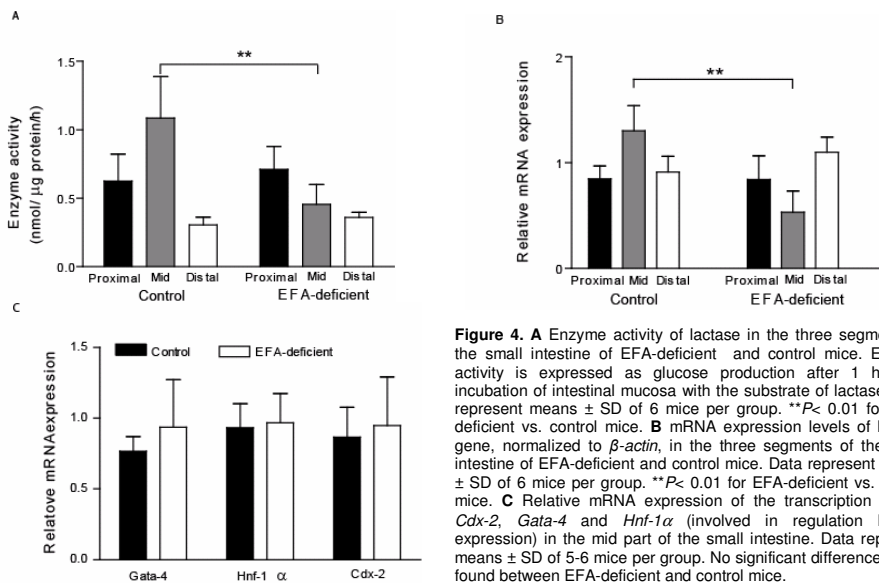 A
**
Enzyme activity
(nmol/ µg protein/h)
1.5
1.0
0.5
0.0
Proximal Mid Distal Proximal Mid Distal
Control EFA-deficient
B
**
Relative mRNA expression
2
1
0
Proximal Mid Distal Proximal Mid Distal
Control EFA-deficient
C
Control EFA-deficient
Relatove mRNAexpression
1.5
1.0
0.5
0.0
Gata-4 Hnf-1 α Cdx-2
Figure 4. A Enzyme activity of lactase in the three segme
the small intestine of EFA-deficient and control mice. E
activity is expressed as glucose production after 1 h
incubation of intestinal mucosa with the substrate of lactase
represent means ± SD of 6 mice per group. **P< 0.01 fo
deficient vs. control mice. B mRNA expression levels of
gene, normalized to β-actin, in the three segments of the
intestine of EFA-deficient and control mice. Data represent
± SD of 6 mice per group. **P< 0.01 for EFA-deficient vs.
mice. C Relative mRNA expression of the transcription
Cdx-2, Gata-4 and Hnf-1α (involved in regulation
expression) in the mid part of the small intestine. Data rep
means ± SD of 5-6 mice per group. No significant difference
found between EFA-deficient and control mice.